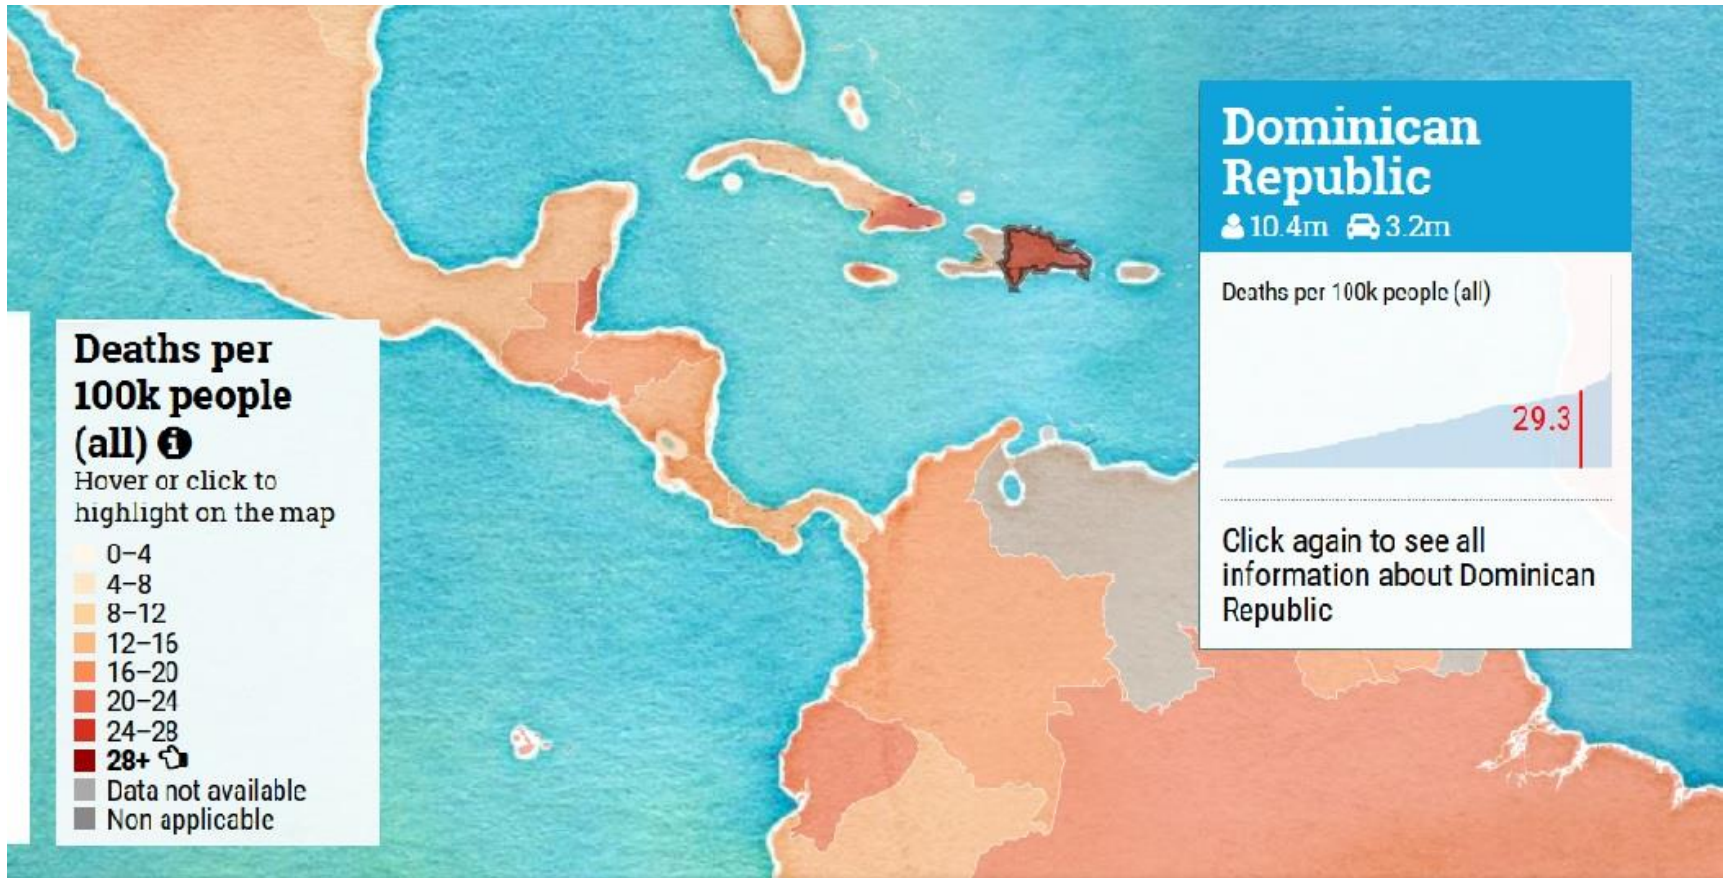 Deaths per
100k people
(all)
Hover or click to
highlight on the map
0–4
4–8
8–12
12–16
16–20
20–24
24–28
28+
Data not available
Non applicable
Dominican
Republic
10.4m 3.2m
Deaths per 100k people (all)
29.3
Click again to see all
information about Dominican
Republic